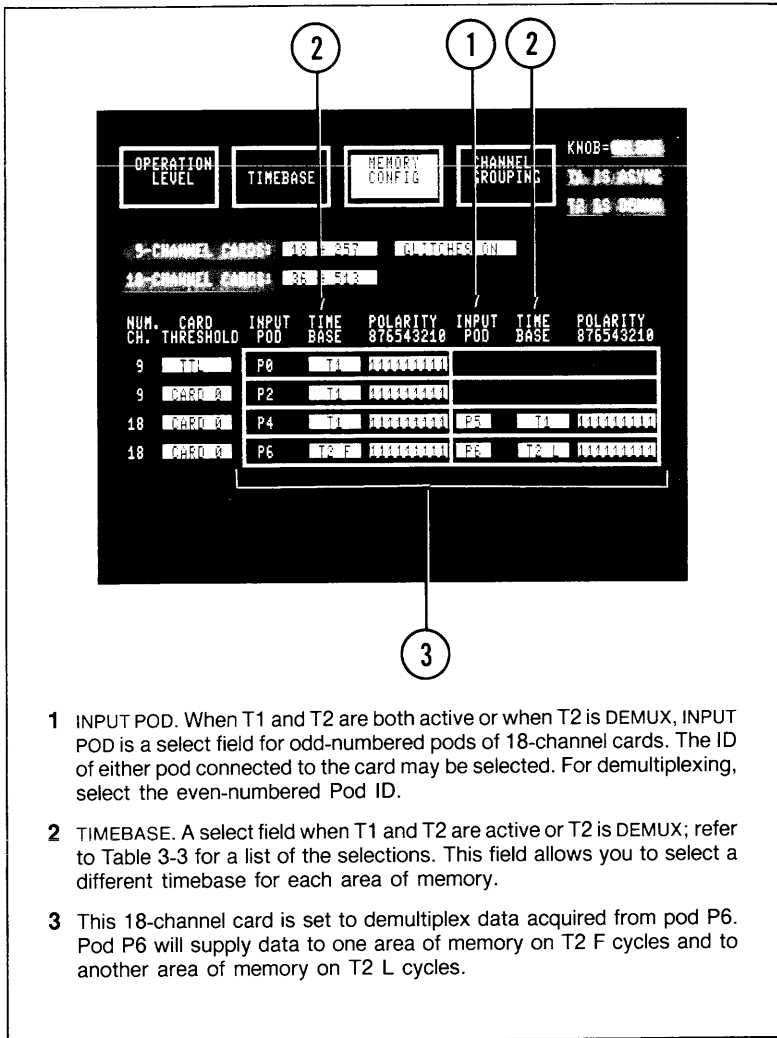 2 1 2
OPERATION LEVEL TIMEBASE MEMORY CONFIG CHANNEL GROUPING KNOB=
T1 IS ASYNC
T2 IS DEMUX
9-CHANNEL CARDS: 18 * 257 GLITCHES ON
18-CHANNEL CARDS: 36 * 513
NUM. CARD INPUT TIME POLARITY INPUT TIME POLARITY
CH. THRESHOLD POD BASE 876543210 POD BASE 876543210
9 TTL P0 T1 111111111
9 CARD 0 P2 T1 111111111
18 CARD 0 P4 T1 111111111 P5 T1 111111111
18 CARD 0 P6 T2 F 111111111 P6 T2 L 111111111
3
1 INPUT POD. When T1 and T2 are both active or when T2 is DEMUX, INPUT
POD is a select field for odd-numbered pods of 18-channel cards. The ID
of either pod connected to the card may be selected. For demultiplexing,
select the even-numbered Pod ID.
2 TIMEBASE. A select field when T1 and T2 are active or T2 is DEMUX; refer
to Table 3-3 for a list of the selections. This field allows you to select a
different timebase for each area of memory.
3 This 18-channel card is set to demultiplex data acquired from pod P6.
Pod P6 will supply data to one area of memory on T2 F cycles and to
another area of memory on T2 L cycles.